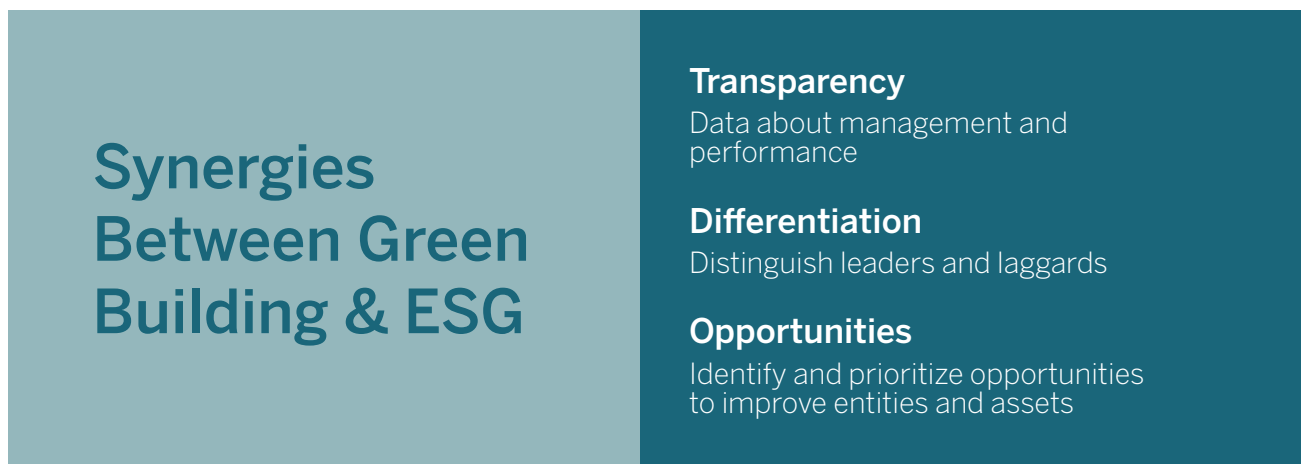 Synergies
Between Green
Building & ESG
Transparency
Data about management and
performance
Differentiation
Distinguish leaders and laggards
Opportunities
Identify and prioritize opportunities
to improve entities and assets